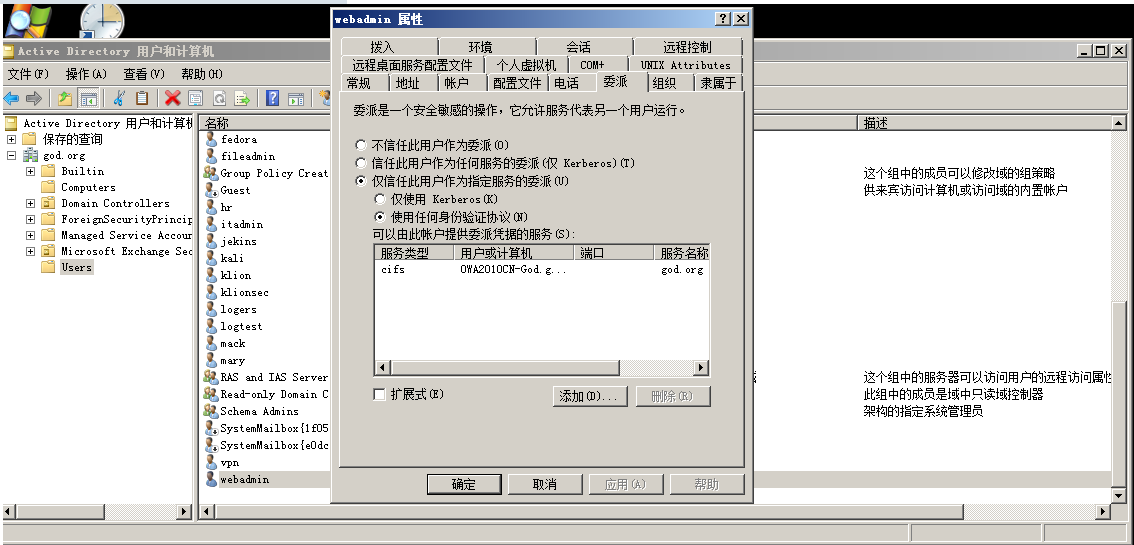 Active Directory 用户和计算机
文件(F) 操作(A) 查看(V) 帮助(H)
Active Directory 用户和计算机
保存的查询
god.org
Builtin
Computers
Domain Controllers
ForeignSecurityPrincip
Managed Service Accoun
Microsoft Exchange Sec
Users
名称
描述
fedora
fileadmin
Group Policy Creat
这个组中的成员可以修改域的组策略
Guest
供来宾访问计算机或访问域的内置帐户
hr
itadmin
jekins
kali
klion
klionsec
logers
logtest
mack
mary
RAS and IAS Server
这个组中的服务器可以访问用户的远程访问属性
Read-only Domain C
此组中的成员是域中只读域控制器
Schema Admins
架构的指定系统管理员
SystemMailbox{1f05
SystemMailbox{e0dc
vpn
webadmin
webadmin 属性
拨入 环境 会话 远程控制
远程桌面服务配置文件 个人虚拟机 COM+ UNIX Attributes
常规 地址 帐户 配置文件 电话 委派 组织 隶属于
委派是一个安全敏感的操作，它允许服务代表另一个用户运行。
不信任此用户作为委派(O)
信任此用户作为任何服务的委派(仅 Kerberos)(T)
仅信任此用户作为指定服务的委派(U)
仅使用 Kerberos(K)
使用任何身份验证协议(N)
可以由此帐户提供委派凭据的服务(S):
服务类型 用户或计算机 端口 服务名称
cifs OWA2010CN-God.g... god.org
扩展式(E)
添加(D)... 删除(R)
确定 取消 应用(A) 帮助